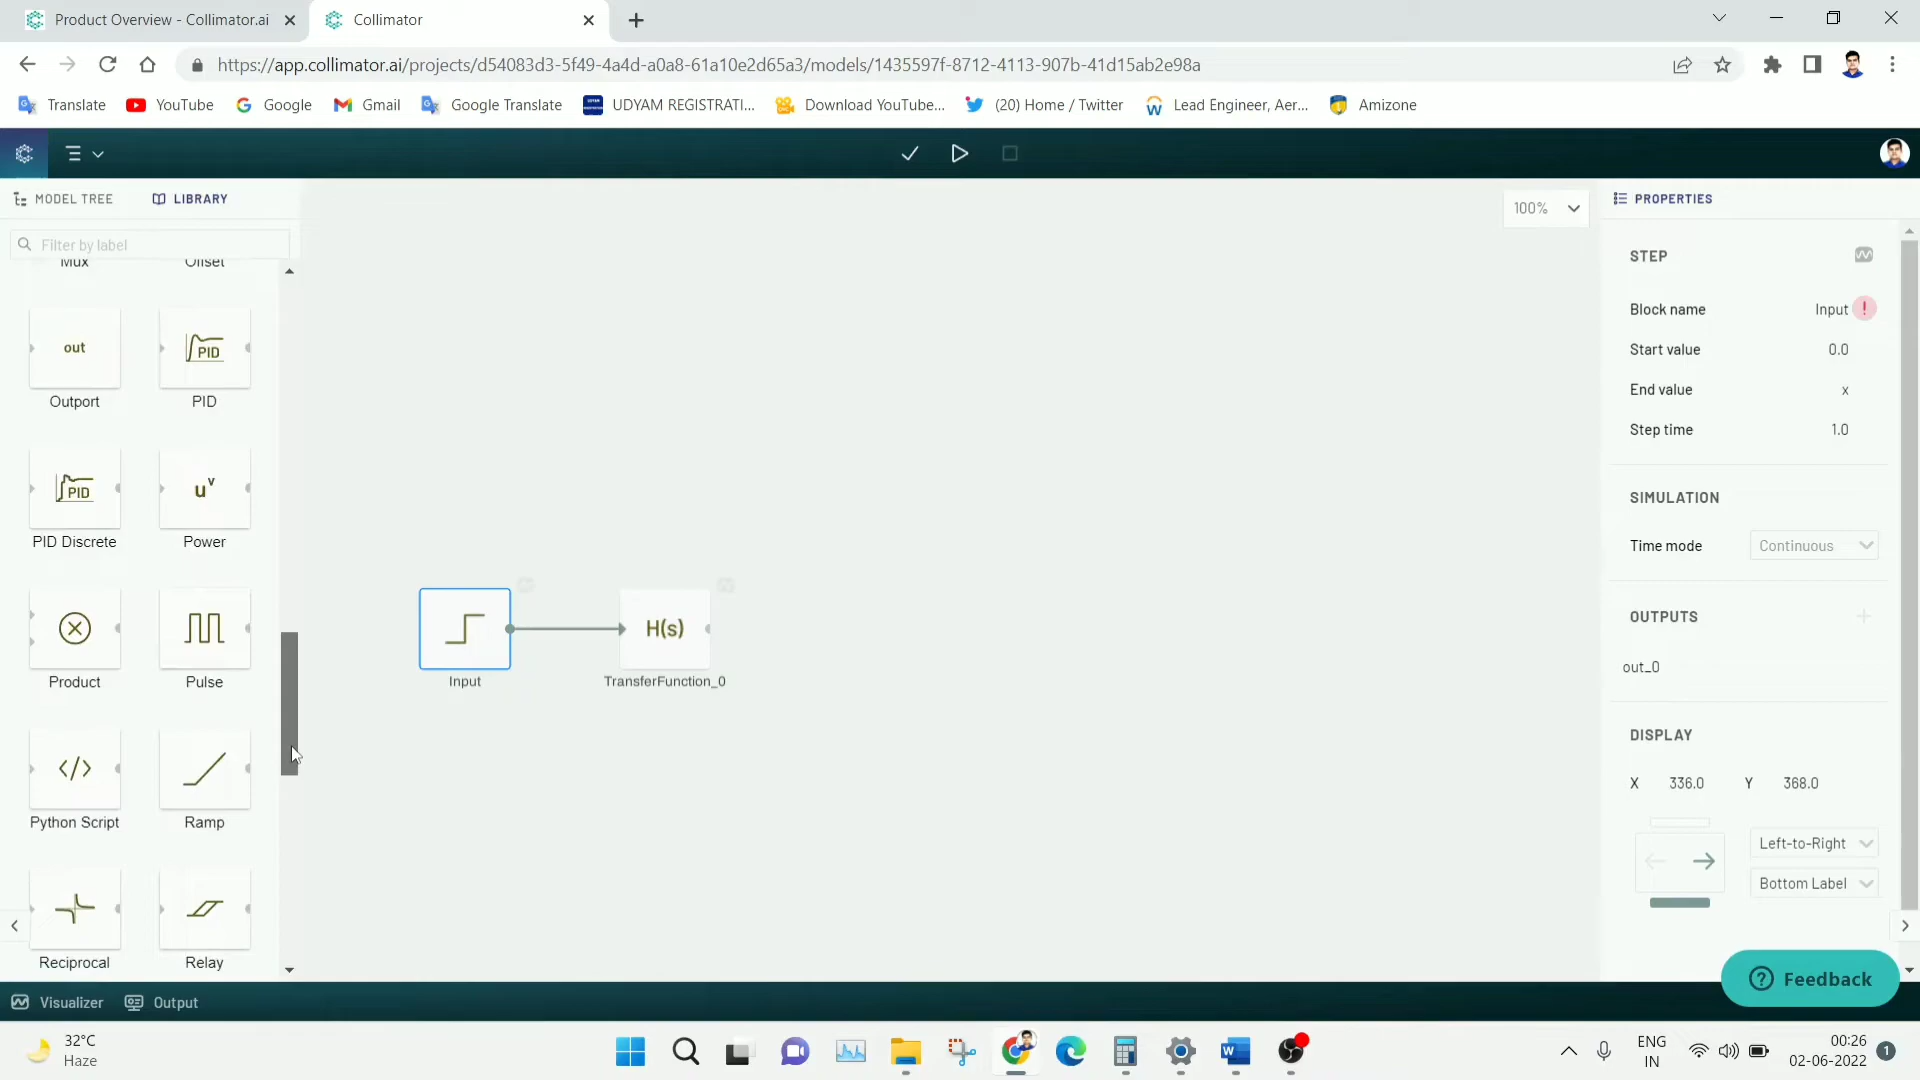 Product Overview - Collimator.ai
Collimator
https://app.collimator.ai/projects/d54083d3-5f49-4a4d-a0a8-61a10e2d65a3/models/1435597f-8712-4113-907b-41d15ab2e98a
Translate YouTube Google Gmail Google Translate UDYAM REGISTRATI... Download YouTube... (20) Home / Twitter Lead Engineer, Aer... Amizone
MODEL TREE LIBRARY
Filter by label
Mux Offset
out PID
Outport PID
PID u^v
PID Discrete Power
Product Pulse
</>
Python Script Ramp
Reciprocal Relay
H(s)
Input TransferFunction_0
100%
PROPERTIES
STEP
Block name Input !
Start value 0.0
End value x
Step time 1.0
SIMULATION
Time mode Continuous
OUTPUTS +
out_0
DISPLAY
X 336.0 Y 368.0
Left-to-Right
Bottom Label
? Feedback
Visualizer Output
32°C
Haze
ENG
IN
00:26
02-06-2022
1